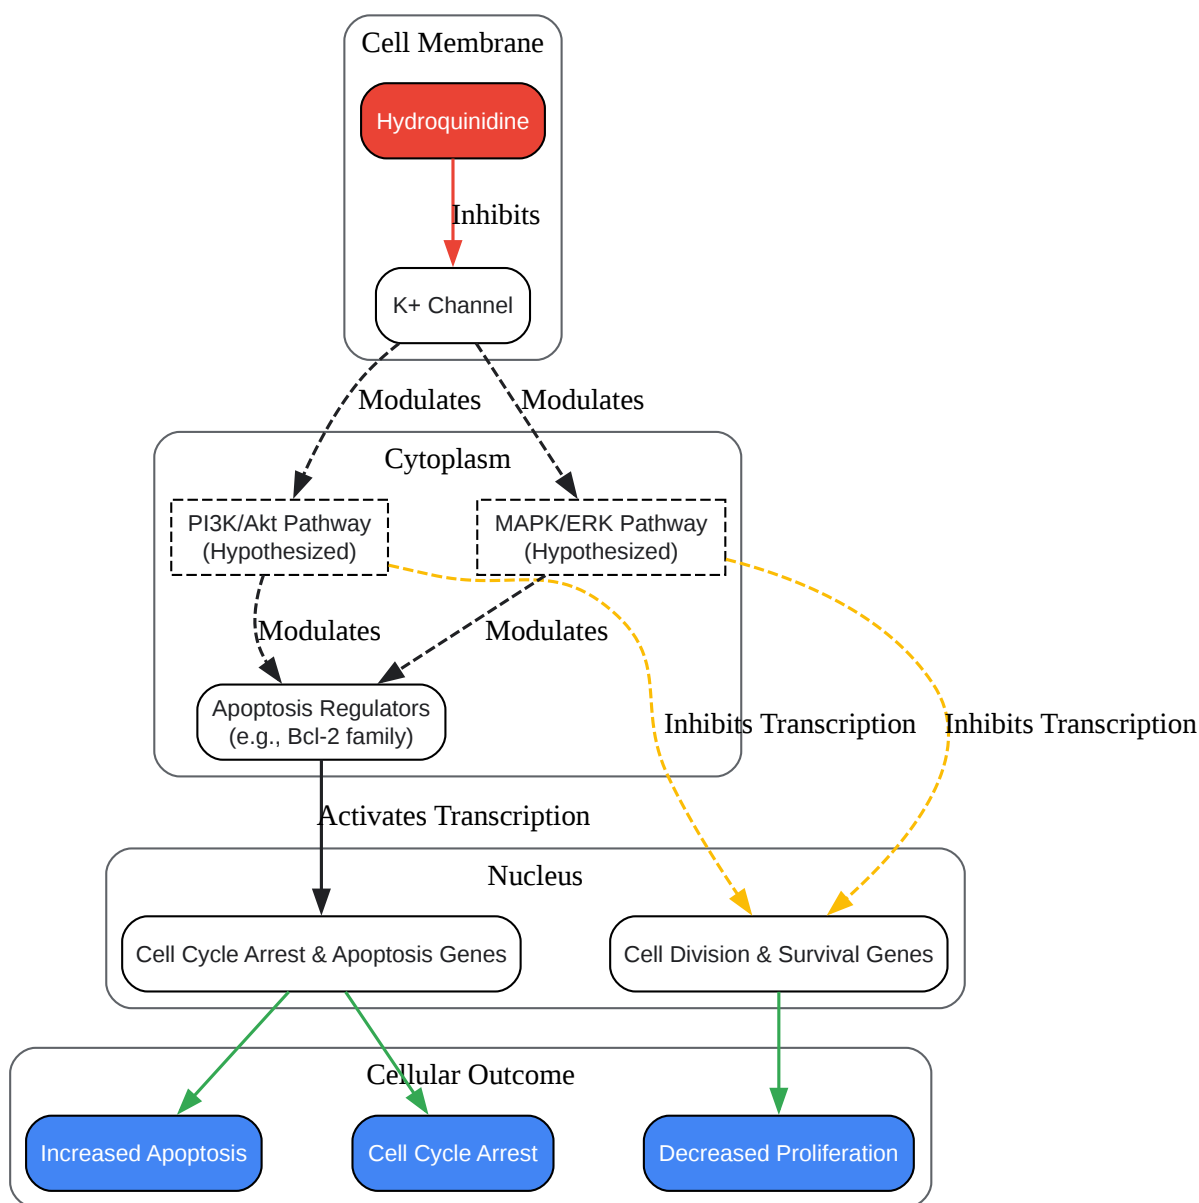 Cell Membrane
Hydroquinidine
Inhibits
K+ Channel
Modulates
Modulates
Cytoplasm
PI3K/Akt Pathway
(Hypothesized)
MAPK/ERK Pathway
(Hypothesized)
Modulates
Modulates
Apoptosis Regulators
(e.g., Bcl-2 family)
Inhibits Transcription
Inhibits Transcription
Activates Transcription
Nucleus
Cell Cycle Arrest & Apoptosis Genes
Cell Division & Survival Genes
Cellular Outcome
Increased Apoptosis
Cell Cycle Arrest
Decreased Proliferation